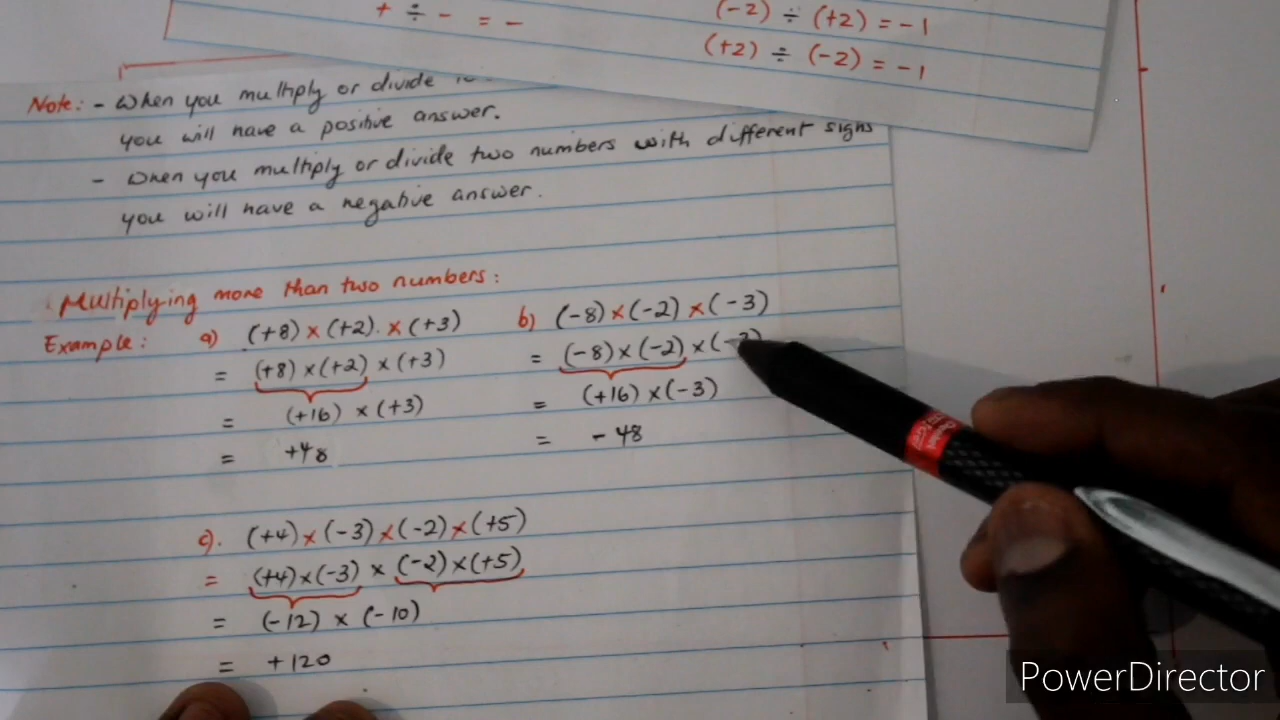 + ÷ - = -
(-2) ÷ (+2) = -1
(+2) ÷ (-2) = -1
Note: - When you multiply or divide
you will have a positive answer.
- When you multiply or divide two numbers with different signs
you will have a negative answer.
Multiplying more than two numbers:
Example: a) (+8) × (+2). × (+3)
= (+8) × (+2) × (+3)
= (+16) × (+3)
= +48
b) (-8) × (-2) × (-3)
= (-8) × (-2) × (-
= (+16) × (-3)
= - 48
c). (+4) × (-3) × (-2) × (+5)
= (+4) × (-3) × (-2) × (+5)
= (-12) × (-10)
= +120
PowerDirector